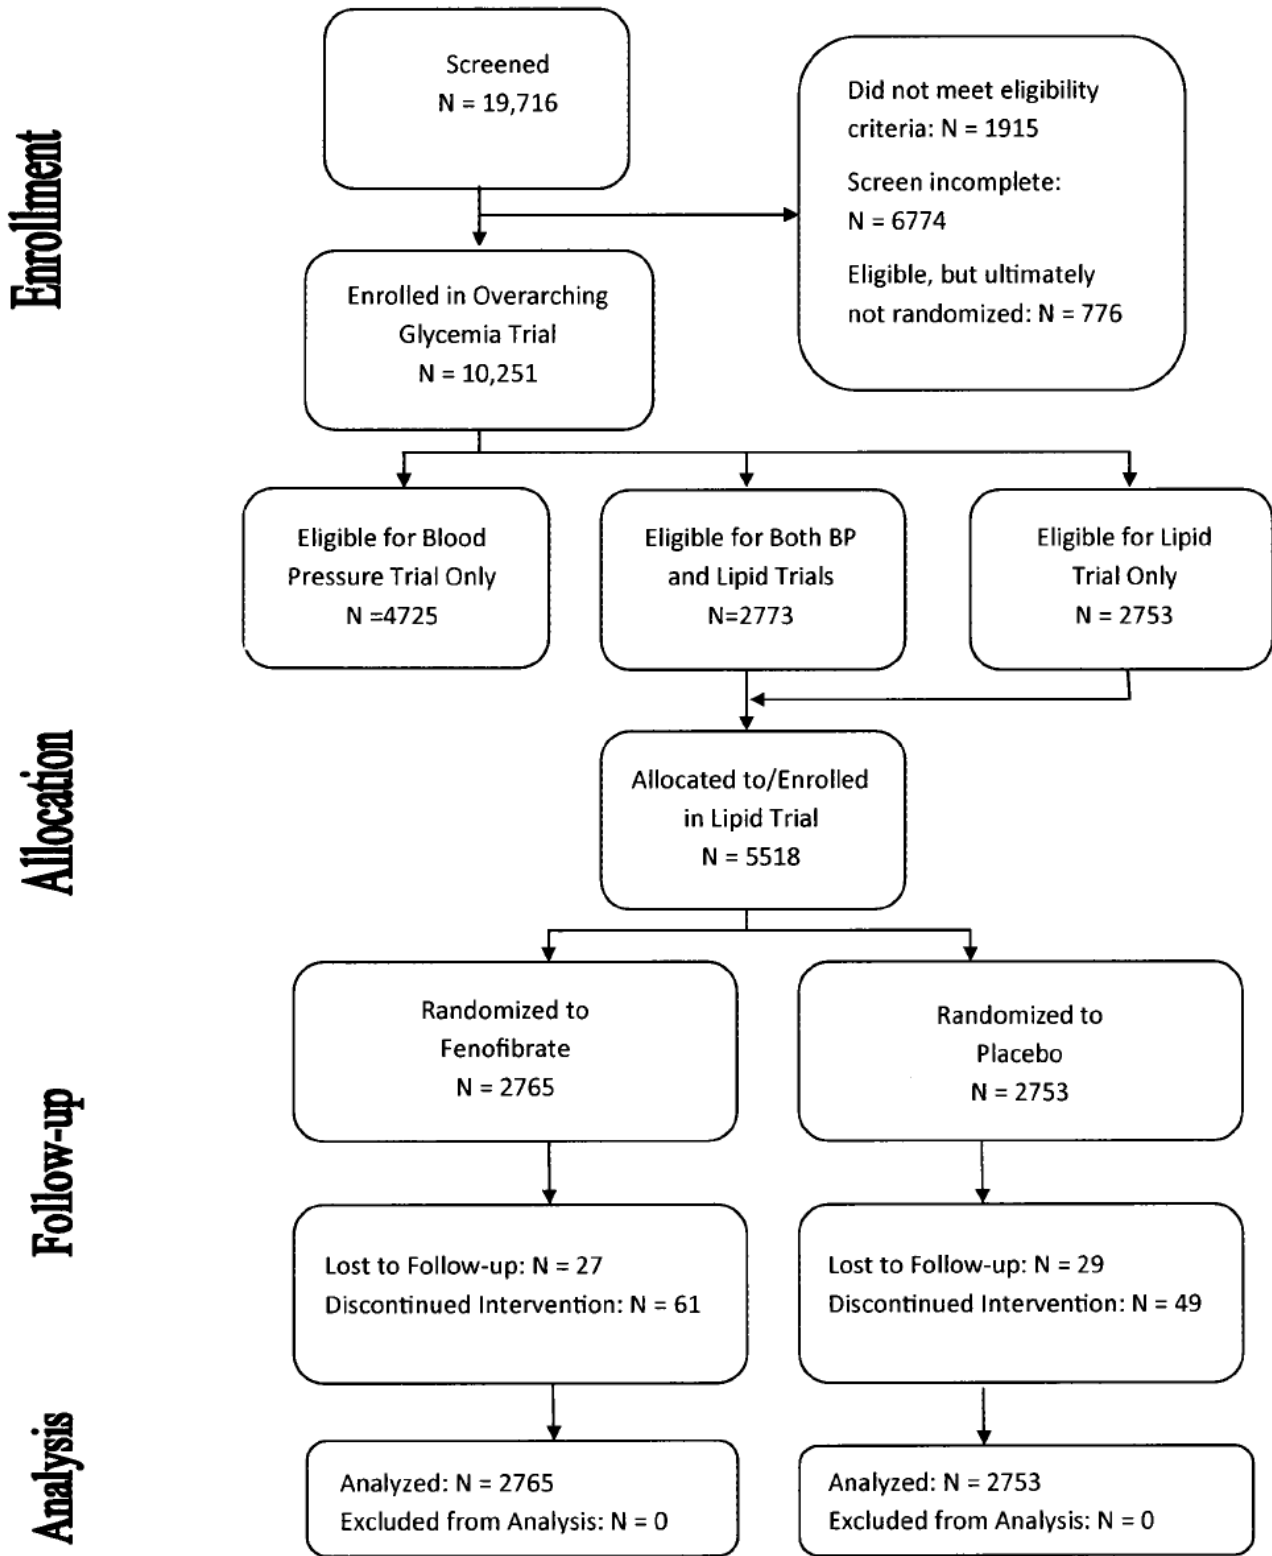 Enrollment
Screened
N = 19,716
Did not meet eligibility
criteria: N = 1915
Screen incomplete:
N = 6774
Eligible, but ultimately
not randomized: N = 776
Enrolled in Overarching
Glycemia Trial
N = 10,251
Eligible for Blood
Pressure Trial Only
N =4725
Eligible for Both BP
and Lipid Trials
N=2773
Eligible for Lipid
Trial Only
N = 2753
Allocation
Allocated to/Enrolled
in Lipid Trial
N = 5518
Randomized to
Fenofibrate
N = 2765
Randomized to
Placebo
N = 2753
Follow-up
Lost to Follow-up: N = 27
Discontinued Intervention: N = 61
Lost to Follow-up: N = 29
Discontinued Intervention: N = 49
Analysis
Analyzed: N = 2765
Excluded from Analysis: N = 0
Analyzed: N = 2753
Excluded from Analysis: N = 0